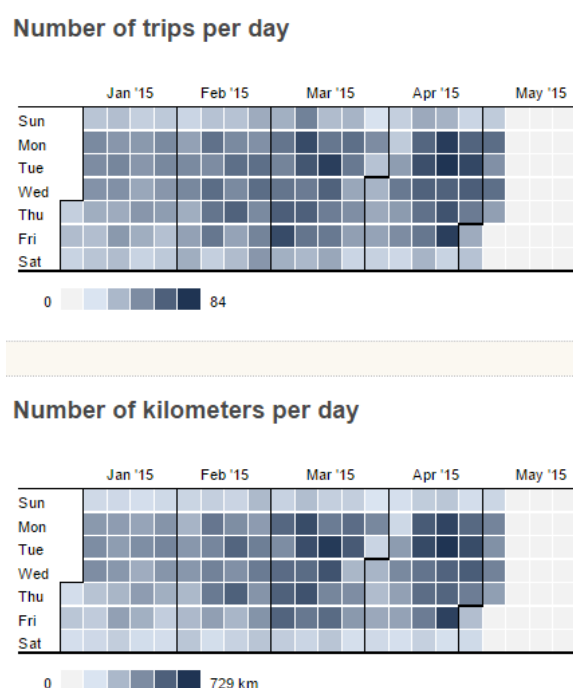 Number of trips per day
Jan '15 Feb '15 Mar '15 Apr '15 May '15
Sun
Mon
Tue
Wed
Thu
Fri
Sat
0 84
Number of kilometers per day
Jan '15 Feb '15 Mar '15 Apr '15 May '15
Sun
Mon
Tue
Wed
Thu
Fri
Sat
0 729 km